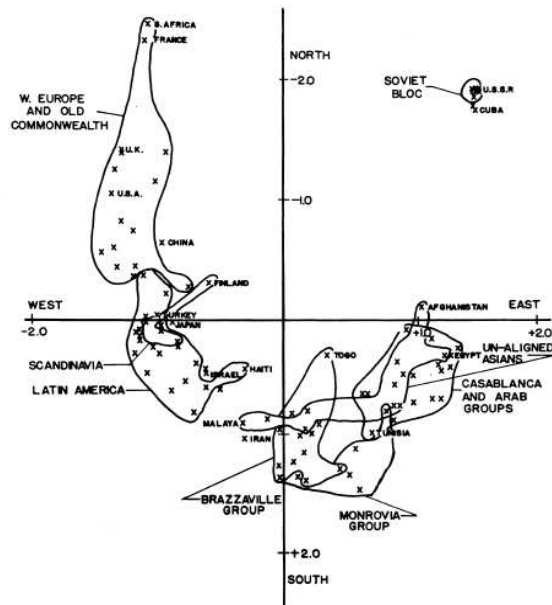 S. AFRICA
FRANCE
NORTH
-2.0
SOVIET
BLOC
U.S.S.R
CUBA
W. EUROPE
AND OLD
COMMONWEALTH
U.K.
U.S.A.
-1.0
CHINA
FINLAND
WEST
-2.0
TURKEY
JAPAN
AFGHANISTAN
EAST
+1.0
+2.0
SCANDINAVIA
LATIN AMERICA
ISRAEL
HAITI
TOGO
EGYPT
UN-ALIGNED
ASIANS
CASABLANCA
AND ARAB
GROUPS
MALAYA
IRAN
TUNISIA
BRAZZAVILLE
GROUP
MONROVIA
GROUP
+2.0
SOUTH